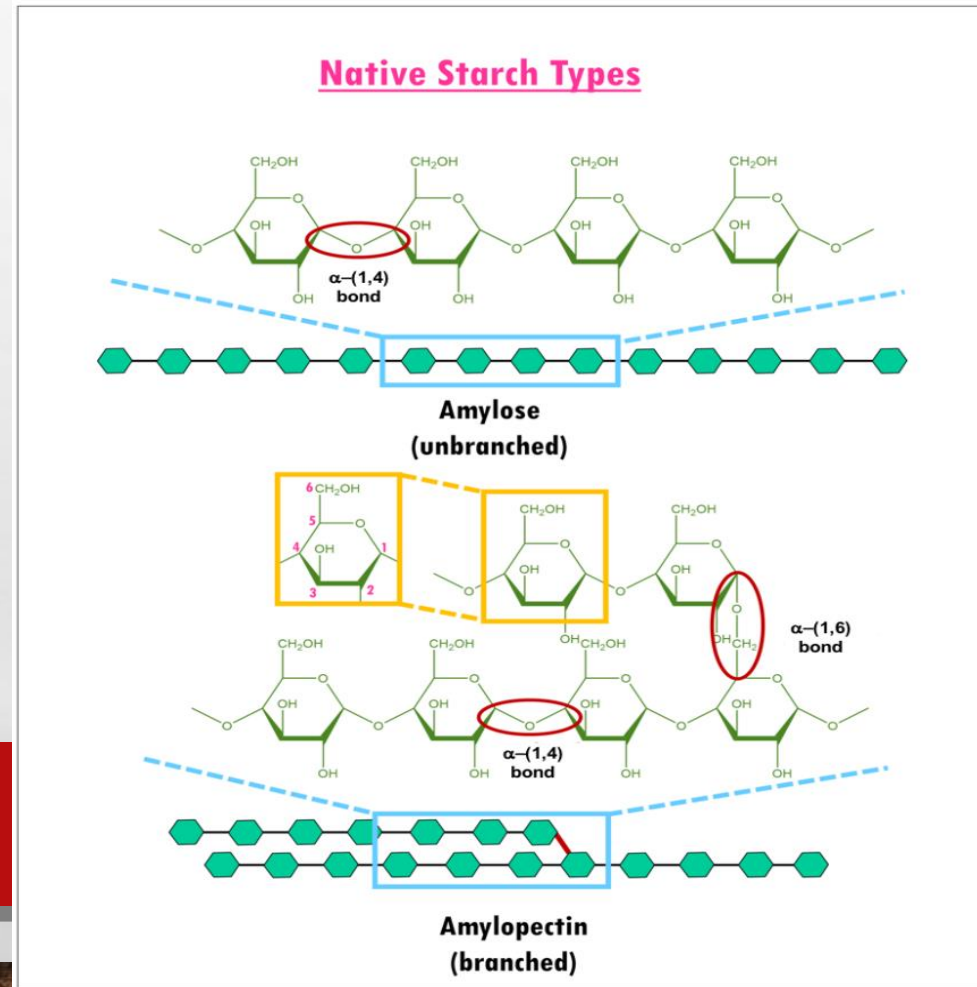 Native Starch Types
CH₂OH CH₂OH CH₂OH CH₂OH
O O O O
OH OH OH OH
O O O O O
α–(1,4)
bond
OH OH OH OH
Amylose
(unbranched)
6 CH₂OH
5 O
4 OH 1
3 2
CH₂OH CH₂OH
O O
OH OH
O O
O
OH OH CH₂
α–(1,6)
bond
CH₂OH CH₂OH CH₂OH
O O O O
OH OH OH OH
O O O O O
α–(1,4)
bond
OH OH OH OH
Amylopectin
(branched)